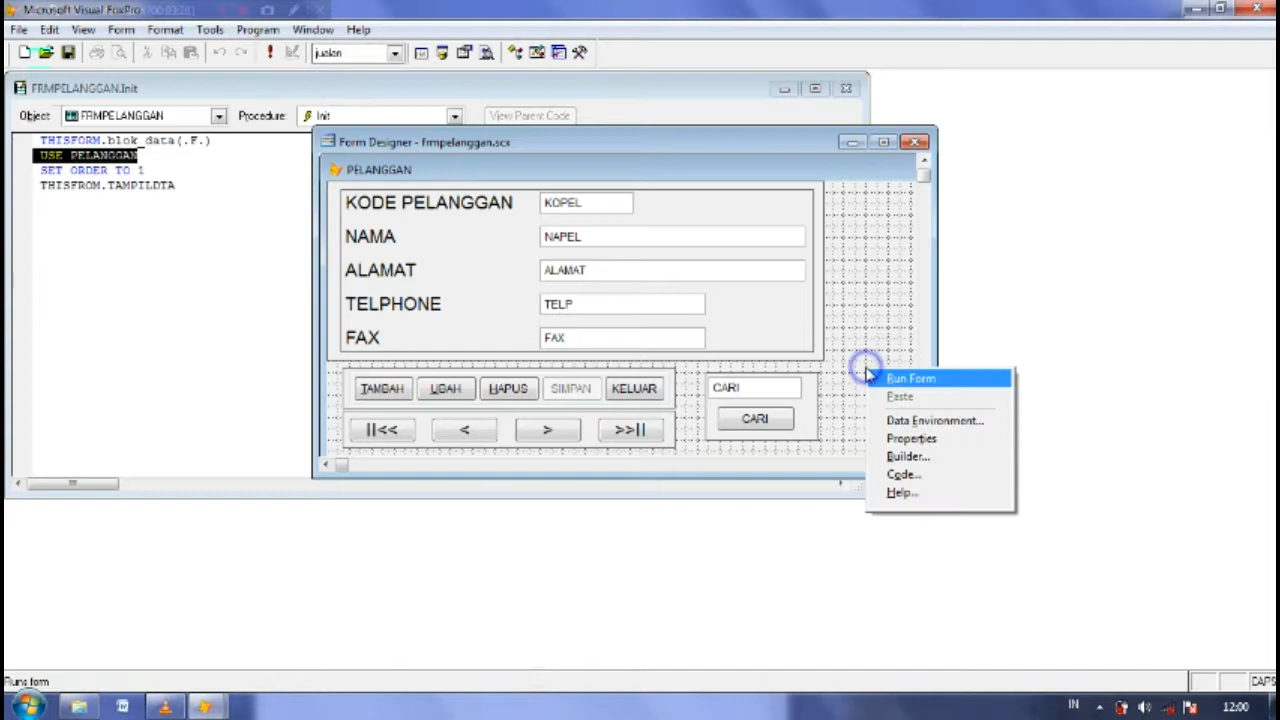 Microsoft Visual FoxPro
File Edit View Form Format Tools Program Window Help
jualan
FRMPELANGGAN.Init
Object: FRMPELANGGAN Procedure: Init View Parent Code
THISFORM.blok_data(.F.)
USE PELANGGAN
SET ORDER TO 1
THISFROM.TAMPILDTA
Form Designer - frmpelanggan.scx
PELANGGAN
KODE PELANGGAN KOPEL
NAMA NAPEL
ALAMAT ALAMAT
TELPHONE TELP
FAX FAX
TAMBAH UBAH HAPUS SIMPAN KELUAR CARI
||<< < > >>|| CARI
Run Form
Paste
Data Environment...
Properties
Builder...
Code...
Help...
Runs form CAPS
IN 12:00